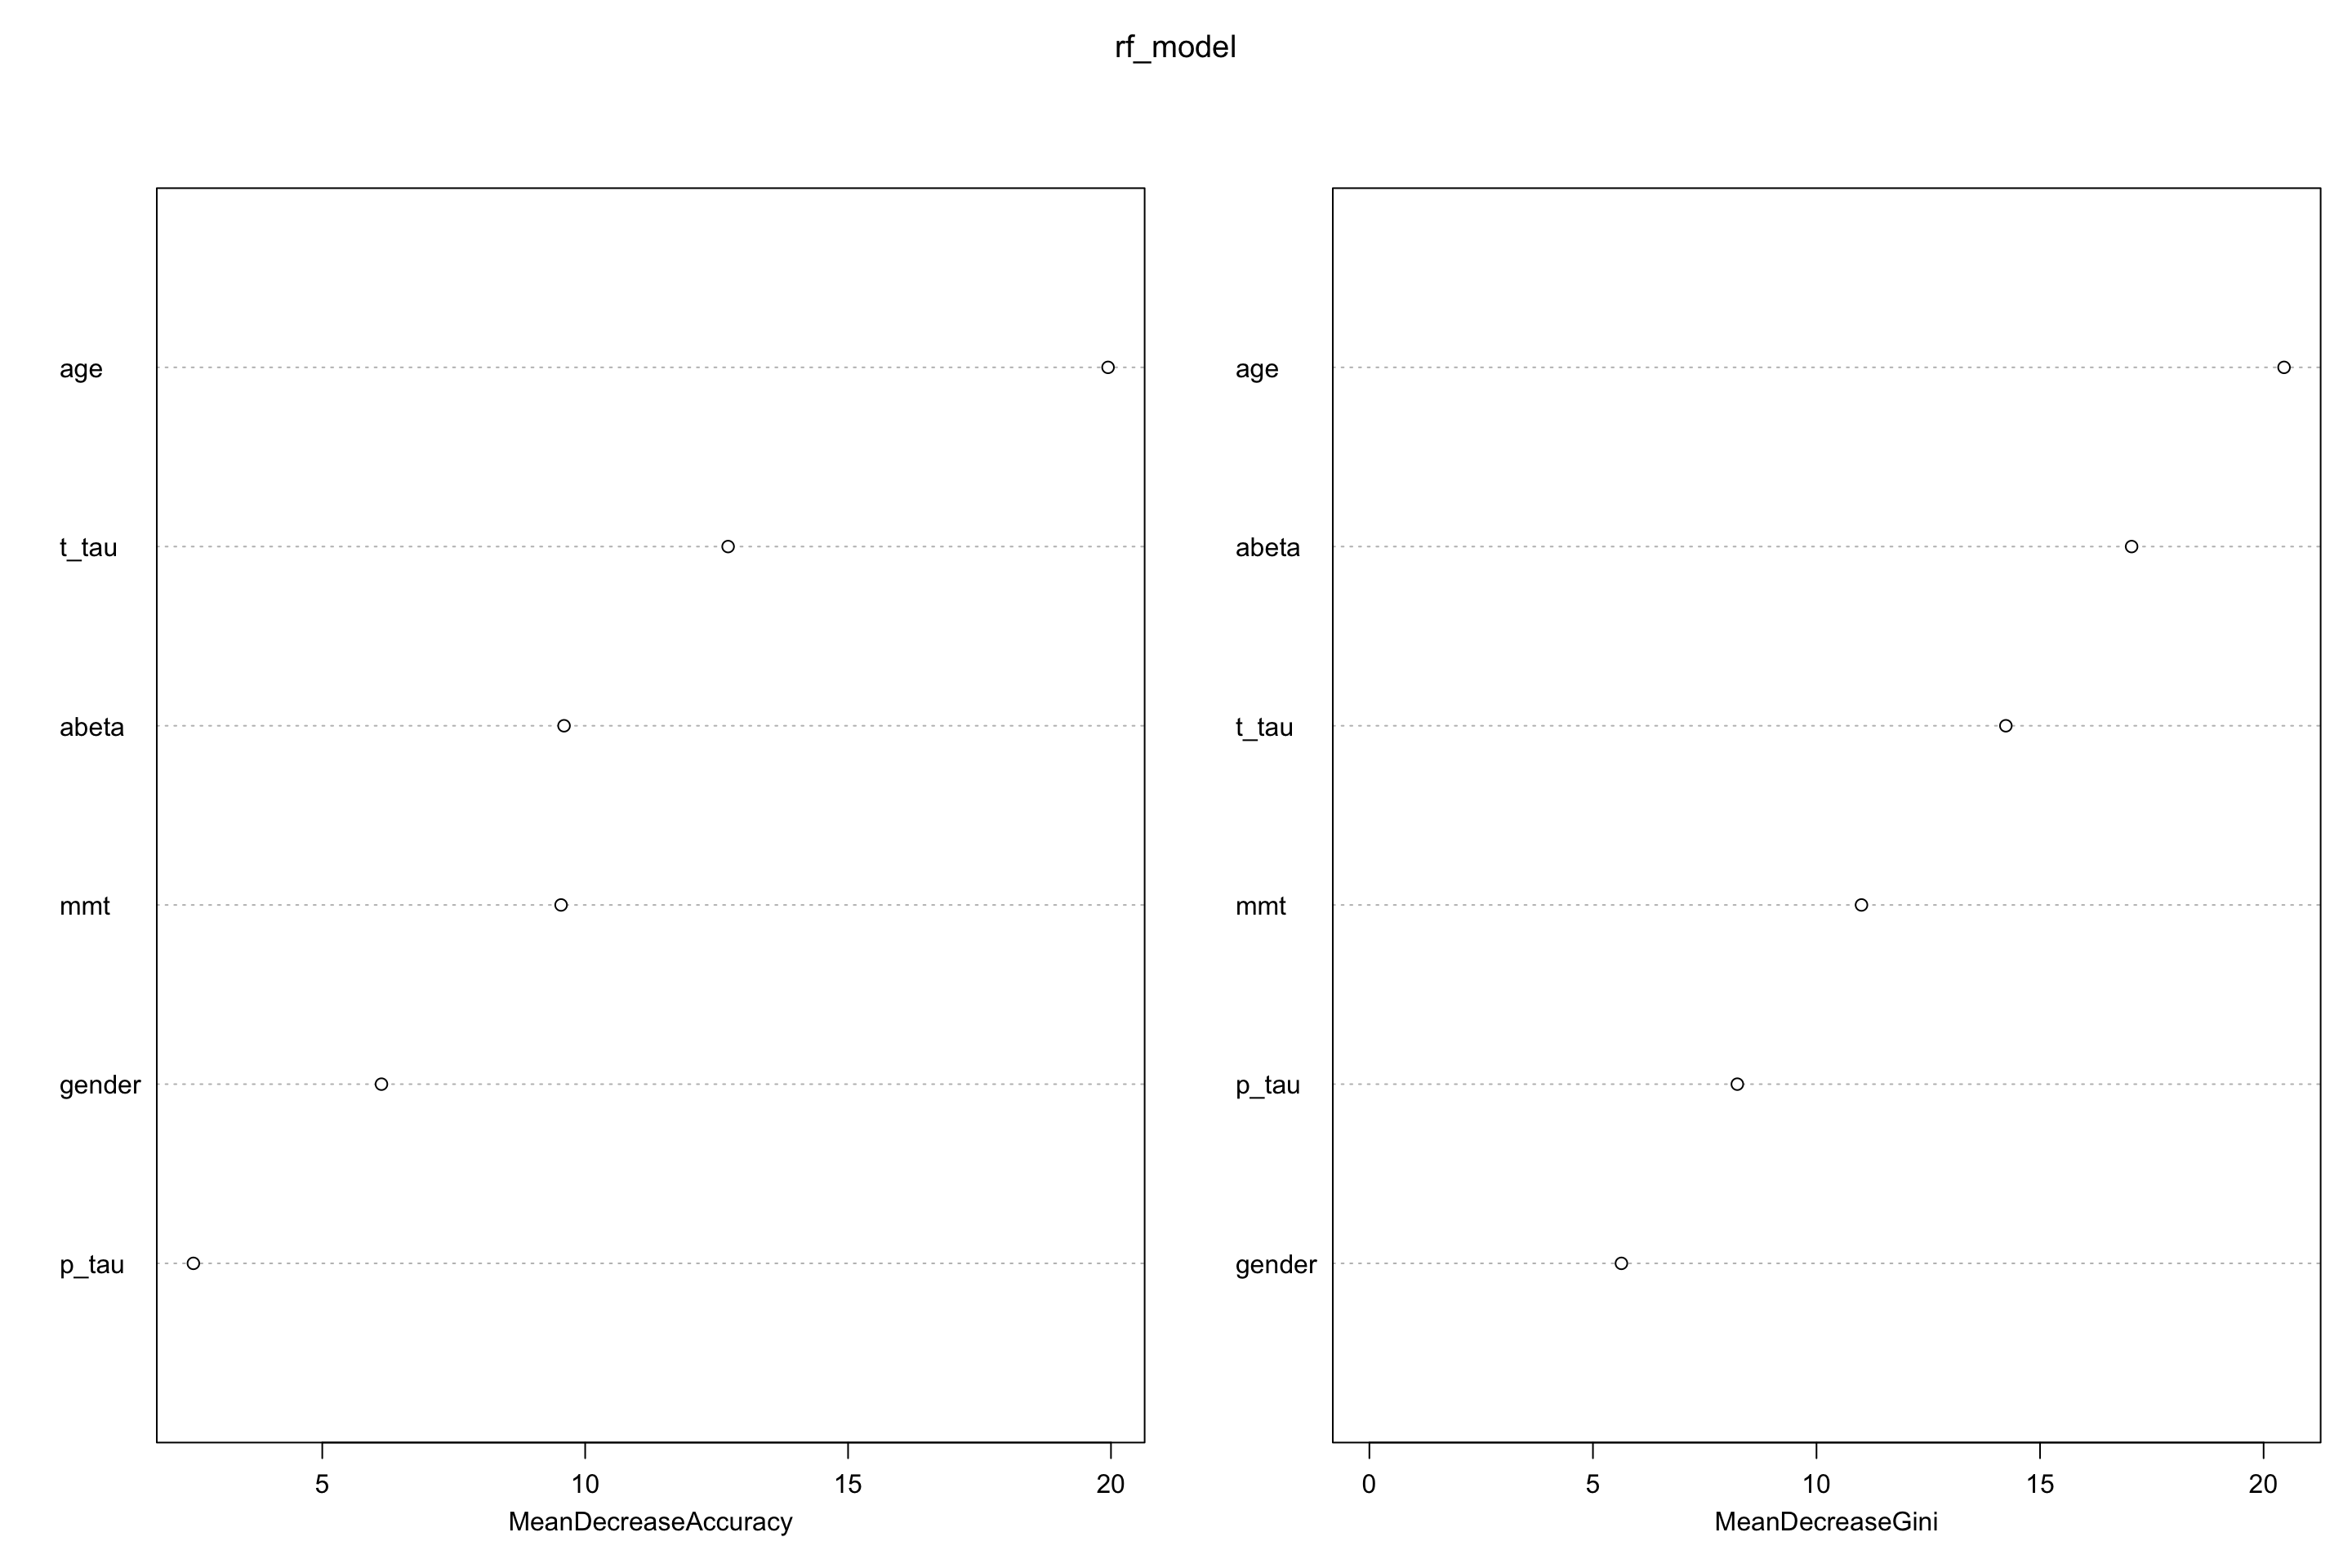 rf_model
age
t_tau
abeta
mmt
gender
p_tau
5 10 15 20
MeanDecreaseAccuracy
age
abeta
t_tau
mmt
p_tau
gender
0 5 10 15 20
MeanDecreaseGini